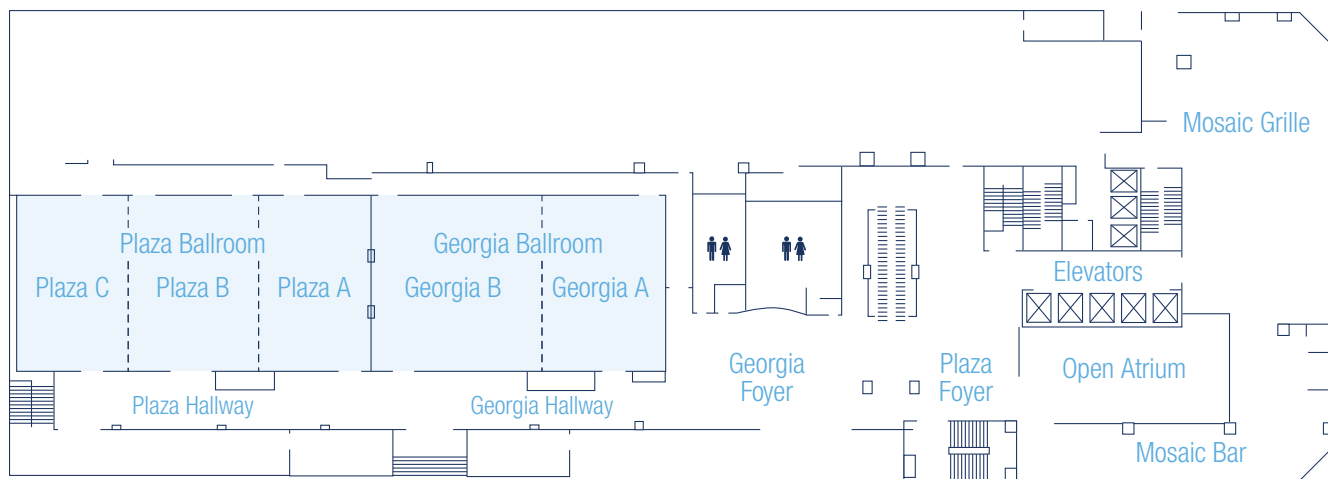 Mosaic Grille
Plaza Ballroom
Georgia Ballroom
Plaza C
Plaza B
Plaza A
Georgia B
Georgia A
Elevators
Georgia
Foyer
Plaza
Foyer
Open Atrium
Plaza Hallway
Georgia Hallway
Mosaic Bar